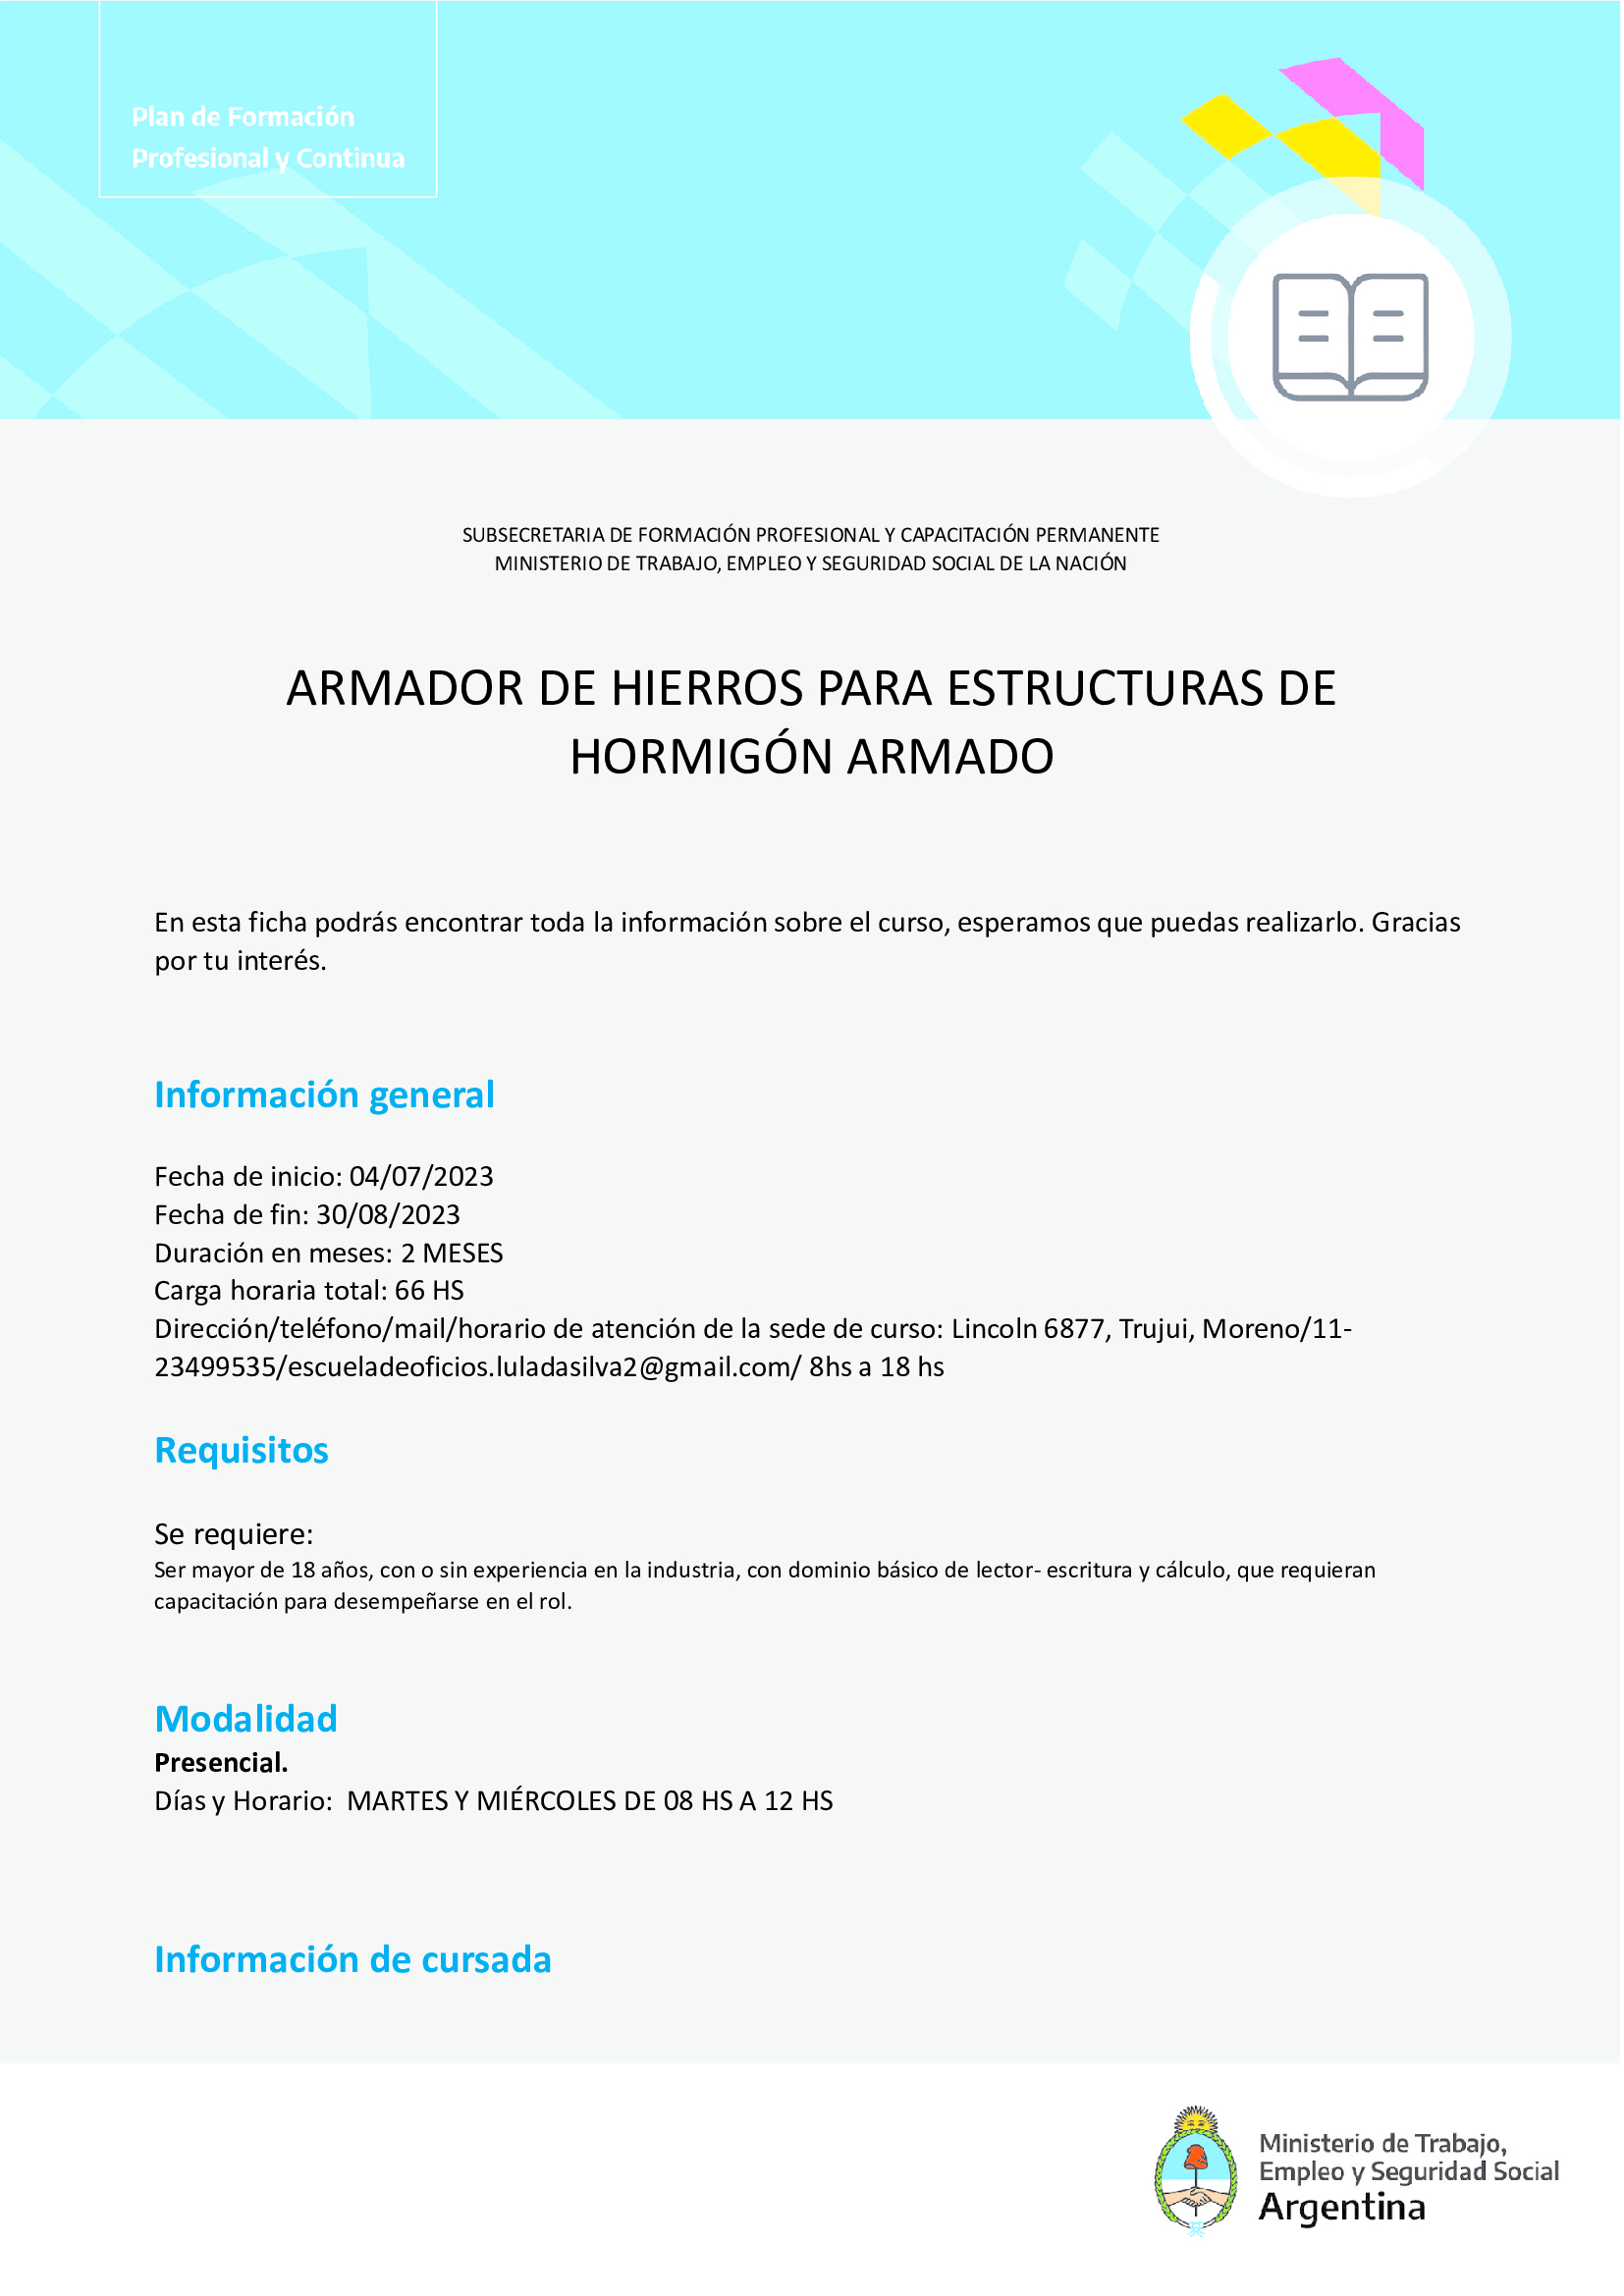 Plan de Formación
Profesional y Continua
SUBSECRETARIA DE FORMACIÓN PROFESIONAL Y CAPACITACIÓN PERMANENTE
MINISTERIO DE TRABAJO, EMPLEO Y SEGURIDAD SOCIAL DE LA NACIÓN
ARMADOR DE HIERROS PARA ESTRUCTURAS DE
HORMIGÓN ARMADO
En esta ficha podrás encontrar toda la información sobre el curso, esperamos que puedas realizarlo. Gracias
por tu interés.
Información general
Fecha de inicio: 04/07/2023
Fecha de fin: 30/08/2023
Duración en meses: 2 MESES
Carga horaria total: 66 HS
Dirección/teléfono/mail/horario de atención de la sede de curso: Lincoln 6877, Trujui, Moreno/11-
23499535/escueladeoficios.luladasilva2@gmail.com/ 8hs a 18 hs
Requisitos
Se requiere:
Ser mayor de 18 años, con o sin experiencia en la industria, con dominio básico de lector- escritura y cálculo, que requieran
capacitación para desempeñarse en el rol.
Modalidad
Presencial.
Días y Horario:  MARTES Y MIÉRCOLES DE 08 HS A 12 HS
Información de cursada
Ministerio de Trabajo,
Empleo y Seguridad Social
Argentina